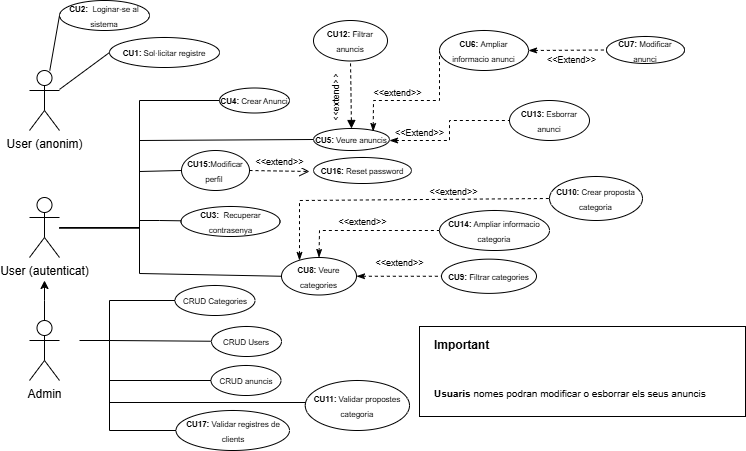 CU2: Loginar-se al
sistema
CU1: Sol·licitar registre
CU12: Filtrar
anuncis
CU6: Ampliar
informacio anunci
CU7: Modificar
anunci
<<Extend>>
<<extend>>
<<extend>>
User (anonim)
CU4: Crear Anunci
CU13: Esborrar
anunci
CU5: Veure anuncis
<<Extend>>
CU15:Modificar
perfil
<<extend>>
CU16: Reset password
CU10: Crear proposta
categoria
<<extend>>
CU3: Recuperar
contrasenya
CU14: Ampliar informacio
categoria
<<extend>>
User (autenticat)
CU8: Veure
categories
<<extend>>
CU9: Filtrar categories
CRUD Categories
CRUD Users
Important
Usuaris nomes podran modificar o esborrar els seus anuncis
Admin
CRUD anuncis
CU11: Validar propostes
categoria
CU17: Validar registres de
clients